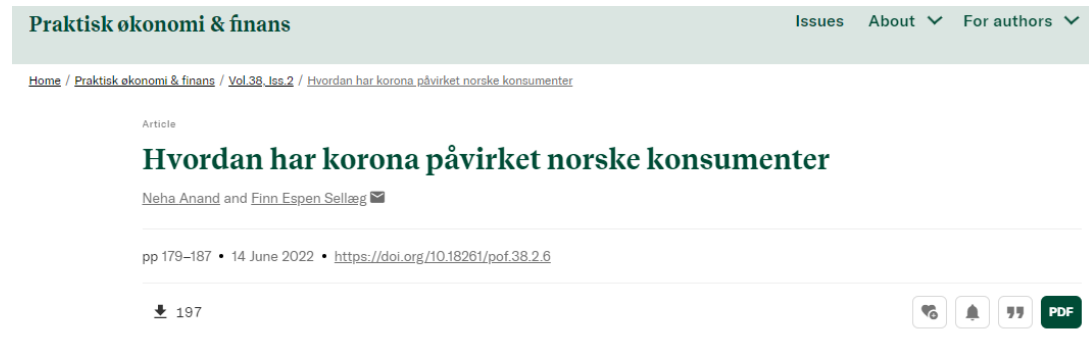 Praktisk økonomi & finans Issues About For authors
Home / Praktisk økonomi & finans / Vol.38, Iss.2 / Hvordan har korona påvirket norske konsumenter
Article
Hvordan har korona påvirket norske konsumenter
Neha Anand and Finn Espen Sellæg
pp 179–187 • 14 June 2022 • https://doi.org/10.18261/pof.38.2.6
197 PDF